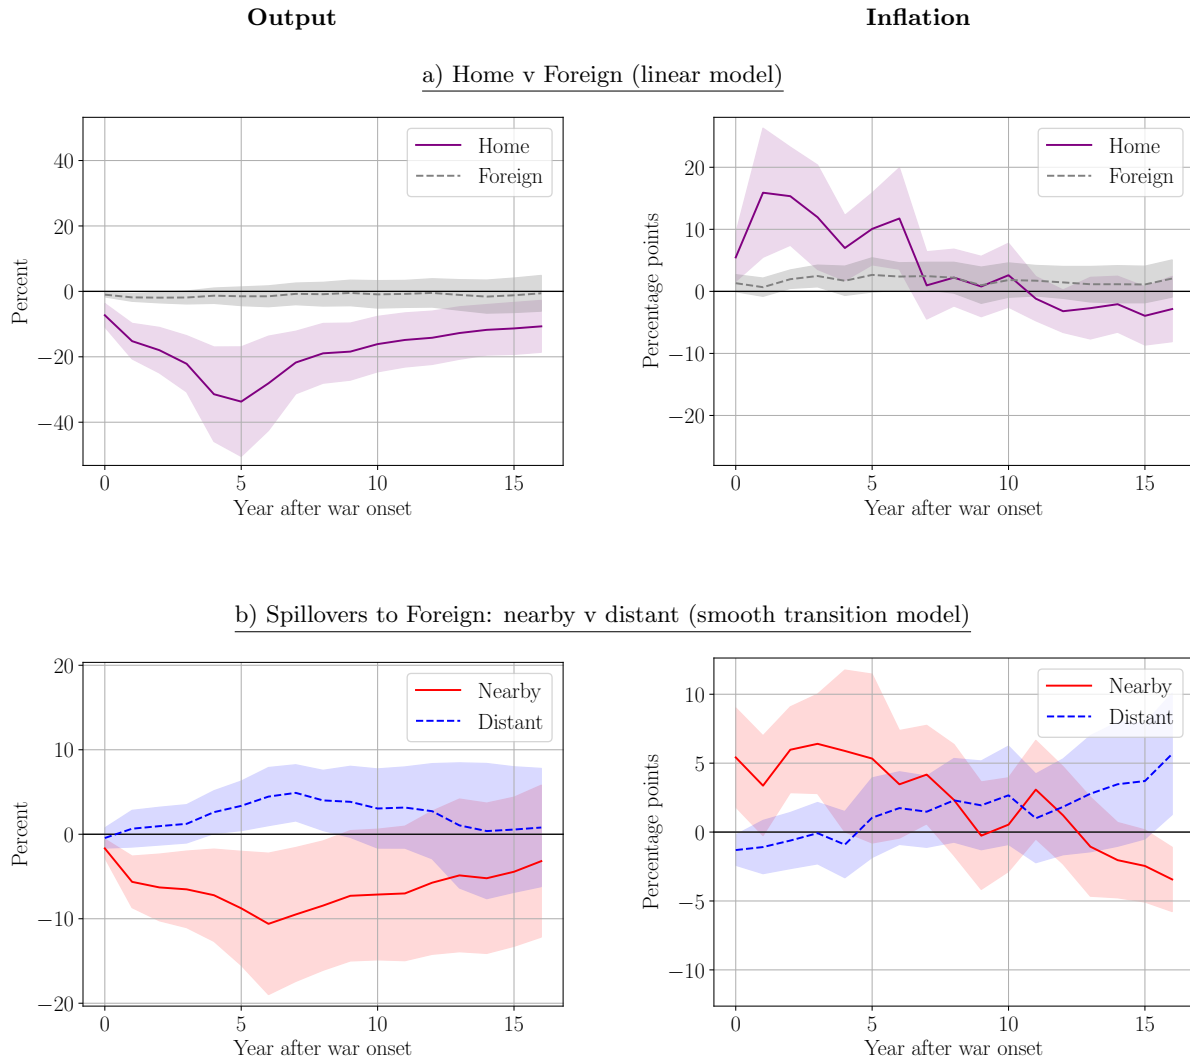 Output
Inflation
a) Home v Foreign (linear model)
Home
Foreign
40
20
0
−20
−40
Percent
0 5 10 15
Year after war onset
Home
Foreign
20
10
0
−10
−20
Percentage points
0 5 10 15
Year after war onset
b) Spillovers to Foreign: nearby v distant (smooth transition model)
Nearby
Distant
20
10
0
−10
−20
Percent
0 5 10 15
Year after war onset
Nearby
Distant
10
5
0
−5
−10
Percentage points
0 5 10 15
Year after war onset